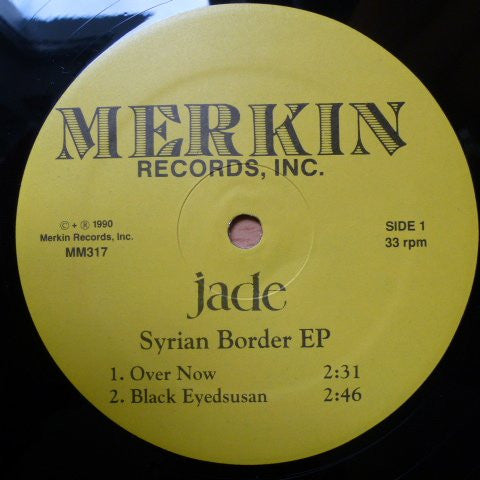 MERKIN
RECORDS, INC.
© + ℗ 1990
Merkin Records, Inc.
MM317
SIDE 1
33 rpm
jade
Syrian Border EP
1. Over Now 2:31
2. Black Eyedsusan 2:46